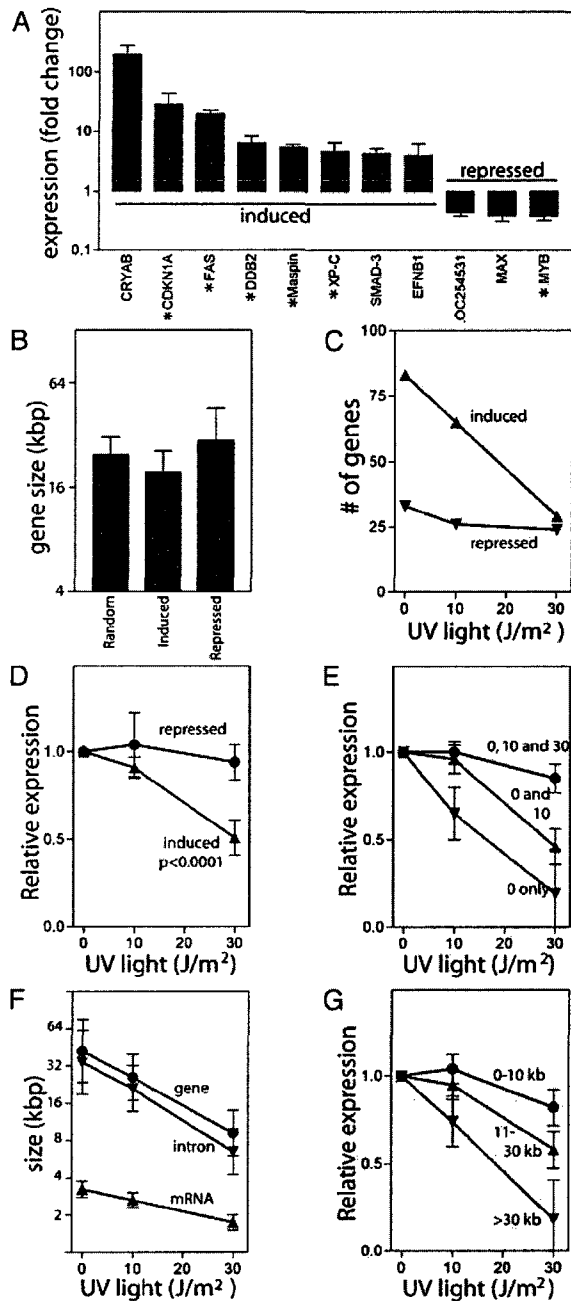 A
expression (fold change)
100
10
1
0.1
induced
repressed
CRYAB
*CDKN1A
*FAS
*DDB2
*Maspin
*XP-C
SMAD-3
EFNB1
.OC254531
MAX
*MYB
B
gene size (kbp)
64
16
4
Random
Induced
Repressed
C
# of genes
100
75
50
25
0
induced
repressed
0 10 20 30
UV light (J/m²)
D
Relative expression
1.0
0.5
0.0
repressed
induced
p<0.0001
0 10 20 30
UV light (J/m²)
E
Relative expression
1.0
0.5
0.0
0, 10 and 30
0 and
10
0 only
0 10 20 30
UV light (J/m²)
F
size (kbp)
64
32
16
8
4
2
gene
intron
mRNA
0 10 20 30
UV light (J/m²)
G
Relative expression
1.0
0.5
0.0
0-10 kb
11-
30 kb
>30 kb
0 10 20 30
UV light (J/m²)